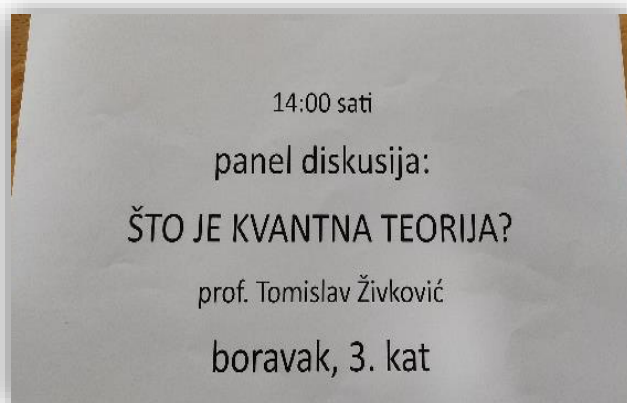 14:00 sati
panel diskusija:
ŠTO JE KVANTNA TEORIJA?
prof. Tomislav Živković
boravak, 3. kat